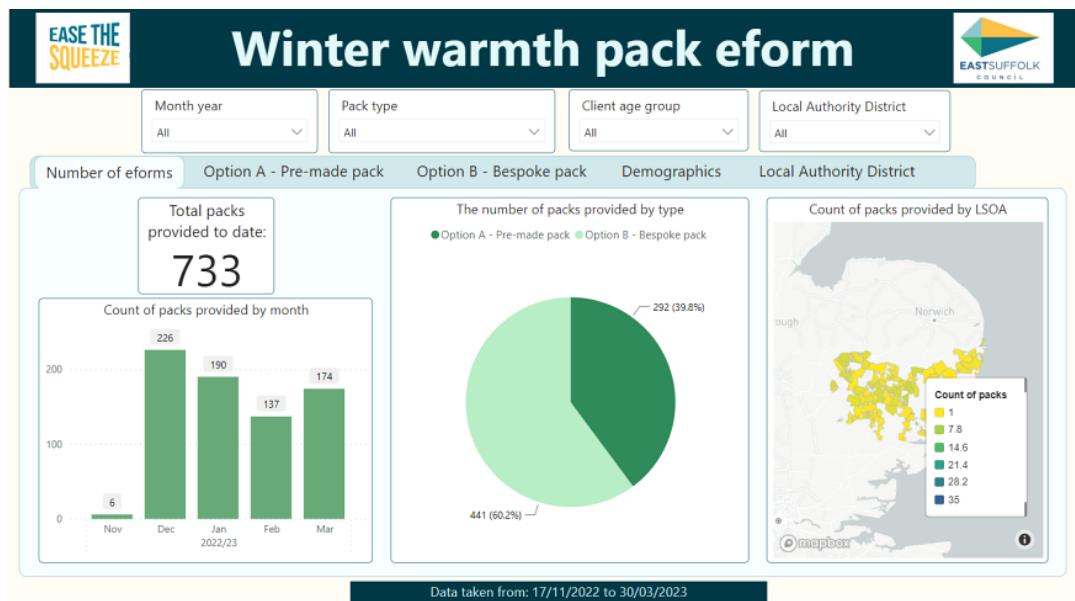 EASE THE
SQUEEZE
Winter warmth pack eform
EASTSUFFOLK
COUNCIL
Month year
All
Pack type
All
Client age group
All
Local Authority District
All
Number of eforms
Option A - Pre-made pack
Option B - Bespoke pack
Demographics
Local Authority District
Total packs
provided to date:
733
Count of packs provided by month
226
190
174
137
6
200
100
0
Nov
Dec
Jan
Feb
Mar
2022/23
The number of packs provided by type
Option A - Pre-made pack
Option B - Bespoke pack
292 (39.8%)
441 (60.2%)
Count of packs provided by LSOA
ough
Norwich
Count of packs
1
7.8
14.6
21.4
28.2
35
mapbox
Data taken from: 17/11/2022 to 30/03/2023